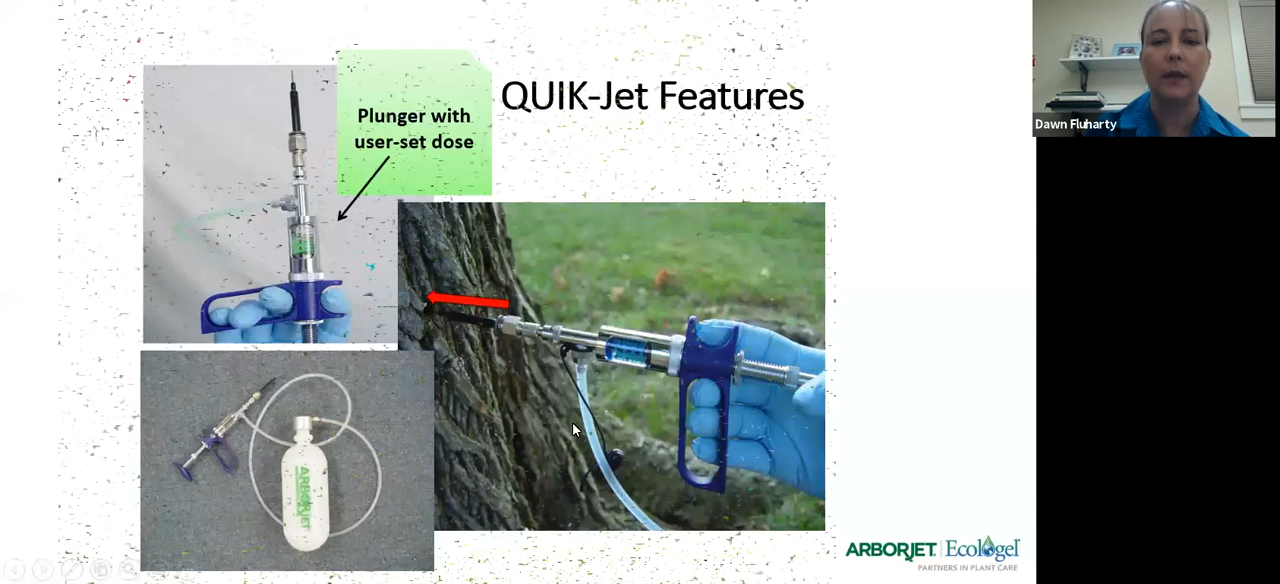 QUIK-Jet Features
Plunger with
user-set dose
ARBORJET
ARBORJET | Ecologel
PARTNERS IN PLANT CARE
Dawn Fluharty